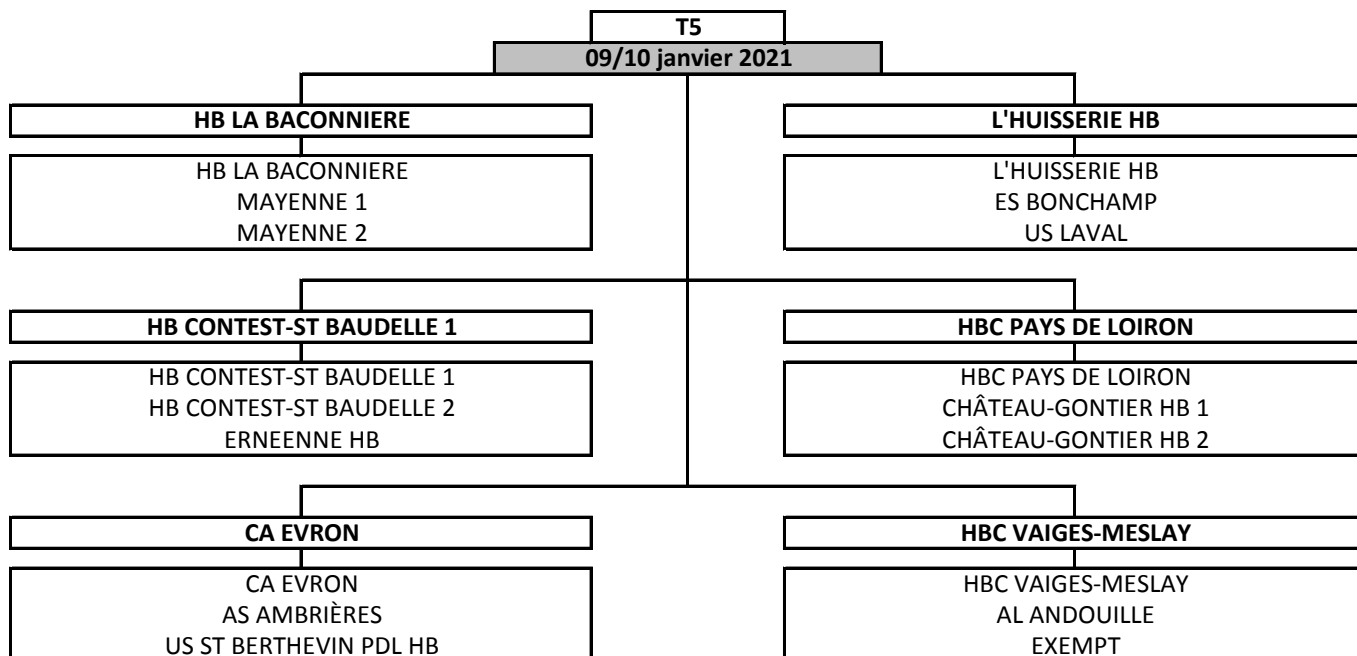 T5
09/10 janvier 2021
HB LA BACONNIERE
HB LA BACONNIERE
MAYENNE 1
MAYENNE 2
L'HUISSERIE HB
L'HUISSERIE HB
ES BONCHAMP
US LAVAL
HB CONTEST-ST BAUDELLE 1
HB CONTEST-ST BAUDELLE 1
HB CONTEST-ST BAUDELLE 2
ERNEENNE HB
HBC PAYS DE LOIRON
HBC PAYS DE LOIRON
CHÂTEAU-GONTIER HB 1
CHÂTEAU-GONTIER HB 2
CA EVRON
CA EVRON
AS AMBRIÈRES
US ST BERTHEVIN PDL HB
HBC VAIGES-MESLAY
HBC VAIGES-MESLAY
AL ANDOUILLE
EXEMPT